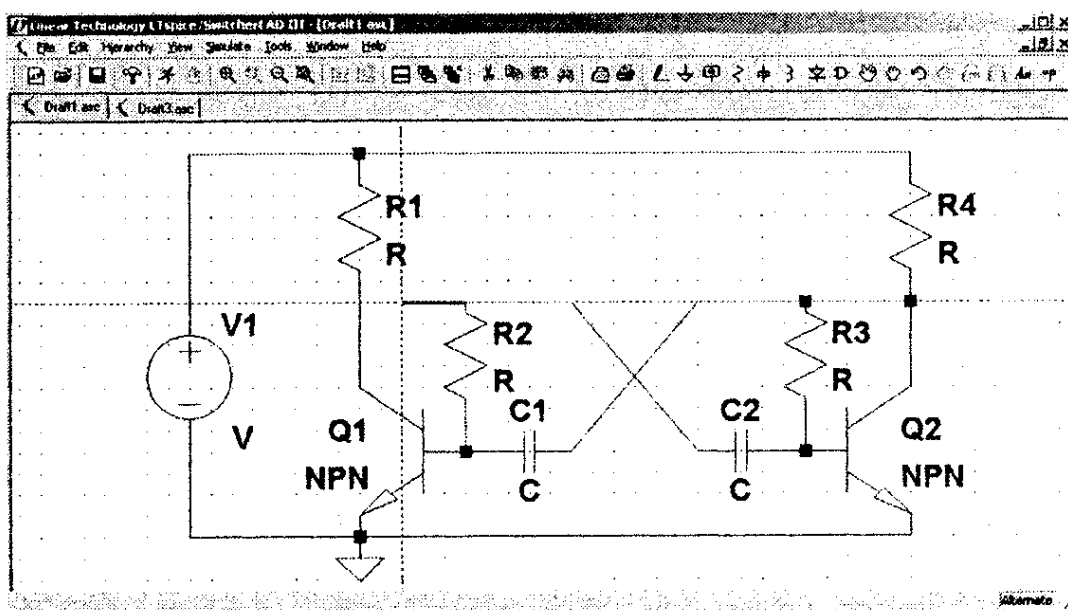 Linear Technology LTspice/SwitcherCAD III - [Draft1.asc]
File Edit Hierarchy View Simulate Tools Window Help
Draft1.asc Draft3.asc
R1
R
R4
R
V1
V
R2
R
R3
R
C1
C
C2
C
Q1
NPN
Q2
NPN